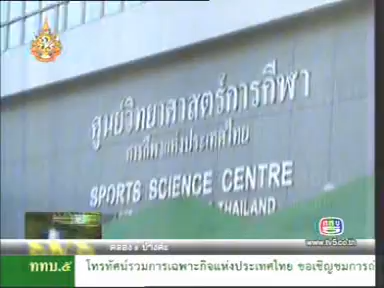 ศูนย์วิทยาศาสตร์การกีฬา
การกีฬาแห่งประเทศไทย
SPORTS SCIENCE CENTRE
THAILAND
www.tv5.co.th
ททบ.๕ โทรทัศน์รวมการเฉพาะกิจแห่งประเทศไทย ขอเชิญชมการถ่